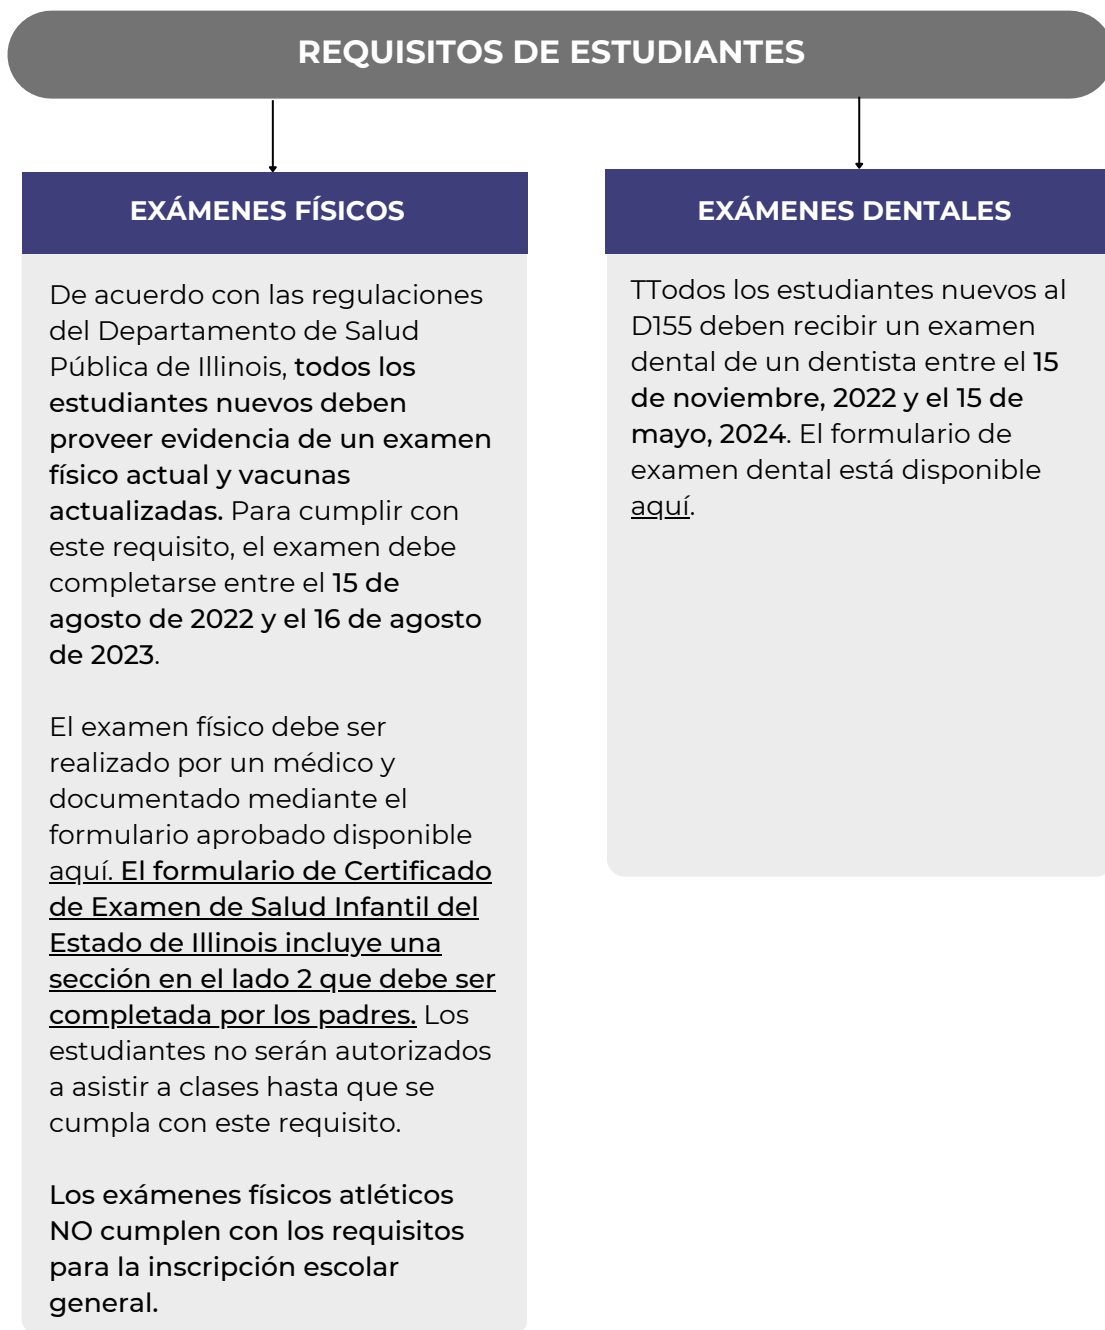 REQUISITOS DE ESTUDIANTES
EXÁMENES FÍSICOS
De acuerdo con las regulaciones
del Departamento de Salud
Pública de Illinois, todos los
estudiantes nuevos deben
proveer evidencia de un examen
físico actual y vacunas
actualizadas. Para cumplir con
este requisito, el examen debe
completarse entre el 15 de
agosto de 2022 y el 16 de agosto
de 2023.
El examen físico debe ser
realizado por un médico y
documentado mediante el
formulario aprobado disponible
aquí. El formulario de Certificado
de Examen de Salud Infantil del
Estado de Illinois incluye una
sección en el lado 2 que debe ser
completada por los padres. Los
estudiantes no serán autorizados
a asistir a clases hasta que se
cumpla con este requisito.
Los exámenes físicos atléticos
NO cumplen con los requisitos
para la inscripción escolar
general.
EXÁMENES DENTALES
TTodos los estudiantes nuevos al
D155 deben recibir un examen
dental de un dentista entre el 15
de noviembre, 2022 y el 15 de
mayo, 2024. El formulario de
examen dental está disponible
aquí.